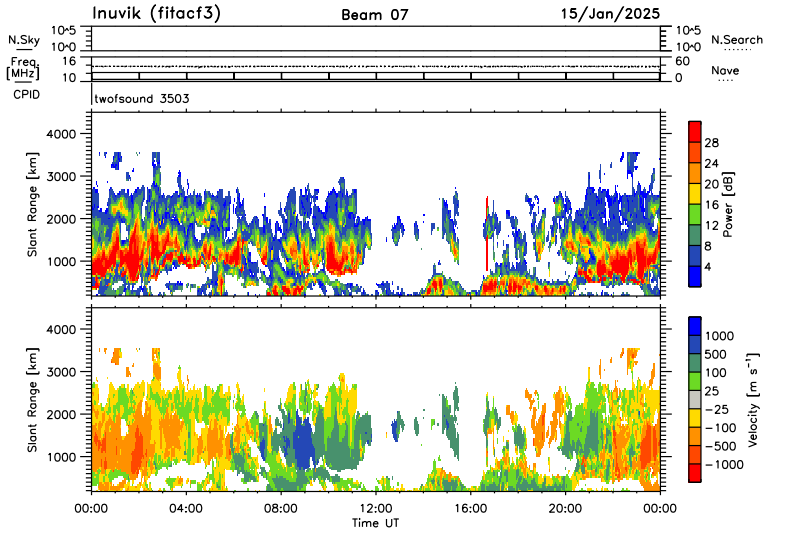 Inuvik (fitacf3)
Beam 07
15/Jan/2025
N.Sky
10^5
10^0
10^5
10^0
N.Search
Freq.
[MHz]
16
10
60
0
Nave
CPID
twofsound 3503
Slant Range [km]
4000
3000
2000
1000
28
24
20
16
12
8
4
Power [dB]
Slant Range [km]
4000
3000
2000
1000
1000
500
100
25
−25
−100
−500
−1000
Velocity [m s⁻¹]
00:00
04:00
08:00
12:00
16:00
20:00
00:00
Time UT